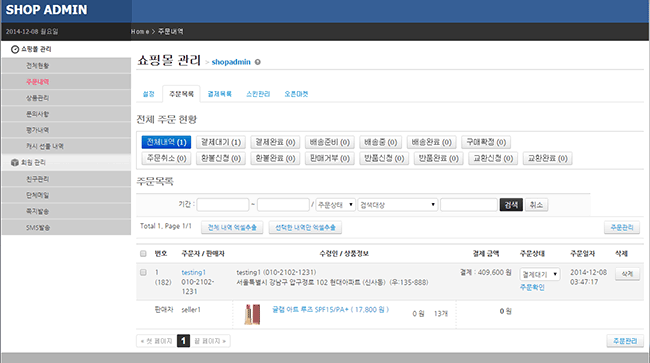 SHOP ADMIN
2014-12-08 월요일
Home > 주문내역
쇼핑몰 관리
전체현황
주문내역
상품관리
문의사항
평가내역
캐시 선물 내역
회원 관리
친구관리
단체메일
쪽지발송
SMS발송
쇼핑몰 관리 > shopadmin
설정 주문목록 결제목록 스킨관리 오픈마켓
전체 주문 현황
전체내역 (1) 결제대기 (1) 결제완료 (0) 배송준비 (0) 배송중 (0) 배송완료 (0) 구매확정 (0)
주문취소 (0) 환불신청 (0) 환불완료 (0) 판매거부 (0) 반품신청 (0) 반품완료 (0) 교환신청 (0) 교환완료 (0)
주문목록
기간 : ~ / 주문상태 검색대상 검색 취소
Total 1, Page 1/1 전체 내역 엑셀추출 선택한 내역만 엑셀추출 주문관리
번호 주문자 / 판매자 수령인 / 상품정보 결제 금액 주문상태 주문일자 삭제
1 testing1 testing1 (010-2102-1231) 결제 : 409,600 원 결제대기 2014-12-08 삭제
(182) 010-2102-1231 서울특별시 강남구 압구정로 102 현대아파트 (신사동) (우:135-888) 주문확인 03:47:17
판매자 seller1 글램 아트 루즈 SPF15/PA+ ( 17,800 원 ) 0 원 13개 0 원
« 첫 페이지 1 끝 페이지 » 주문관리